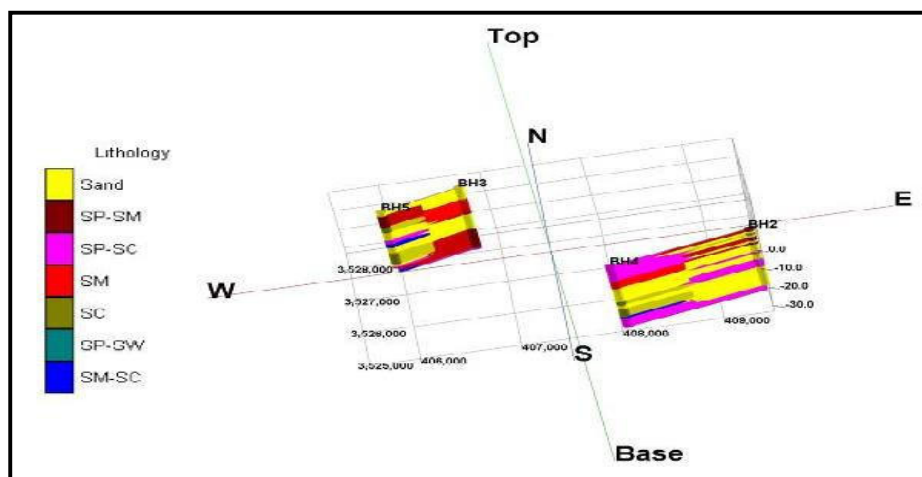 Top
N
Lithology
Sand
SP-SM
SP-SC
SM
SC
SP-SW
SM-SC
BH3
BH5
E
BH2
BH4
0.0
-10.0
-20.0
-30.0
W
3,528,000
3,527,000
3,526,000
3,525,000
406,000
407,000
408,000
409,000
S
Base